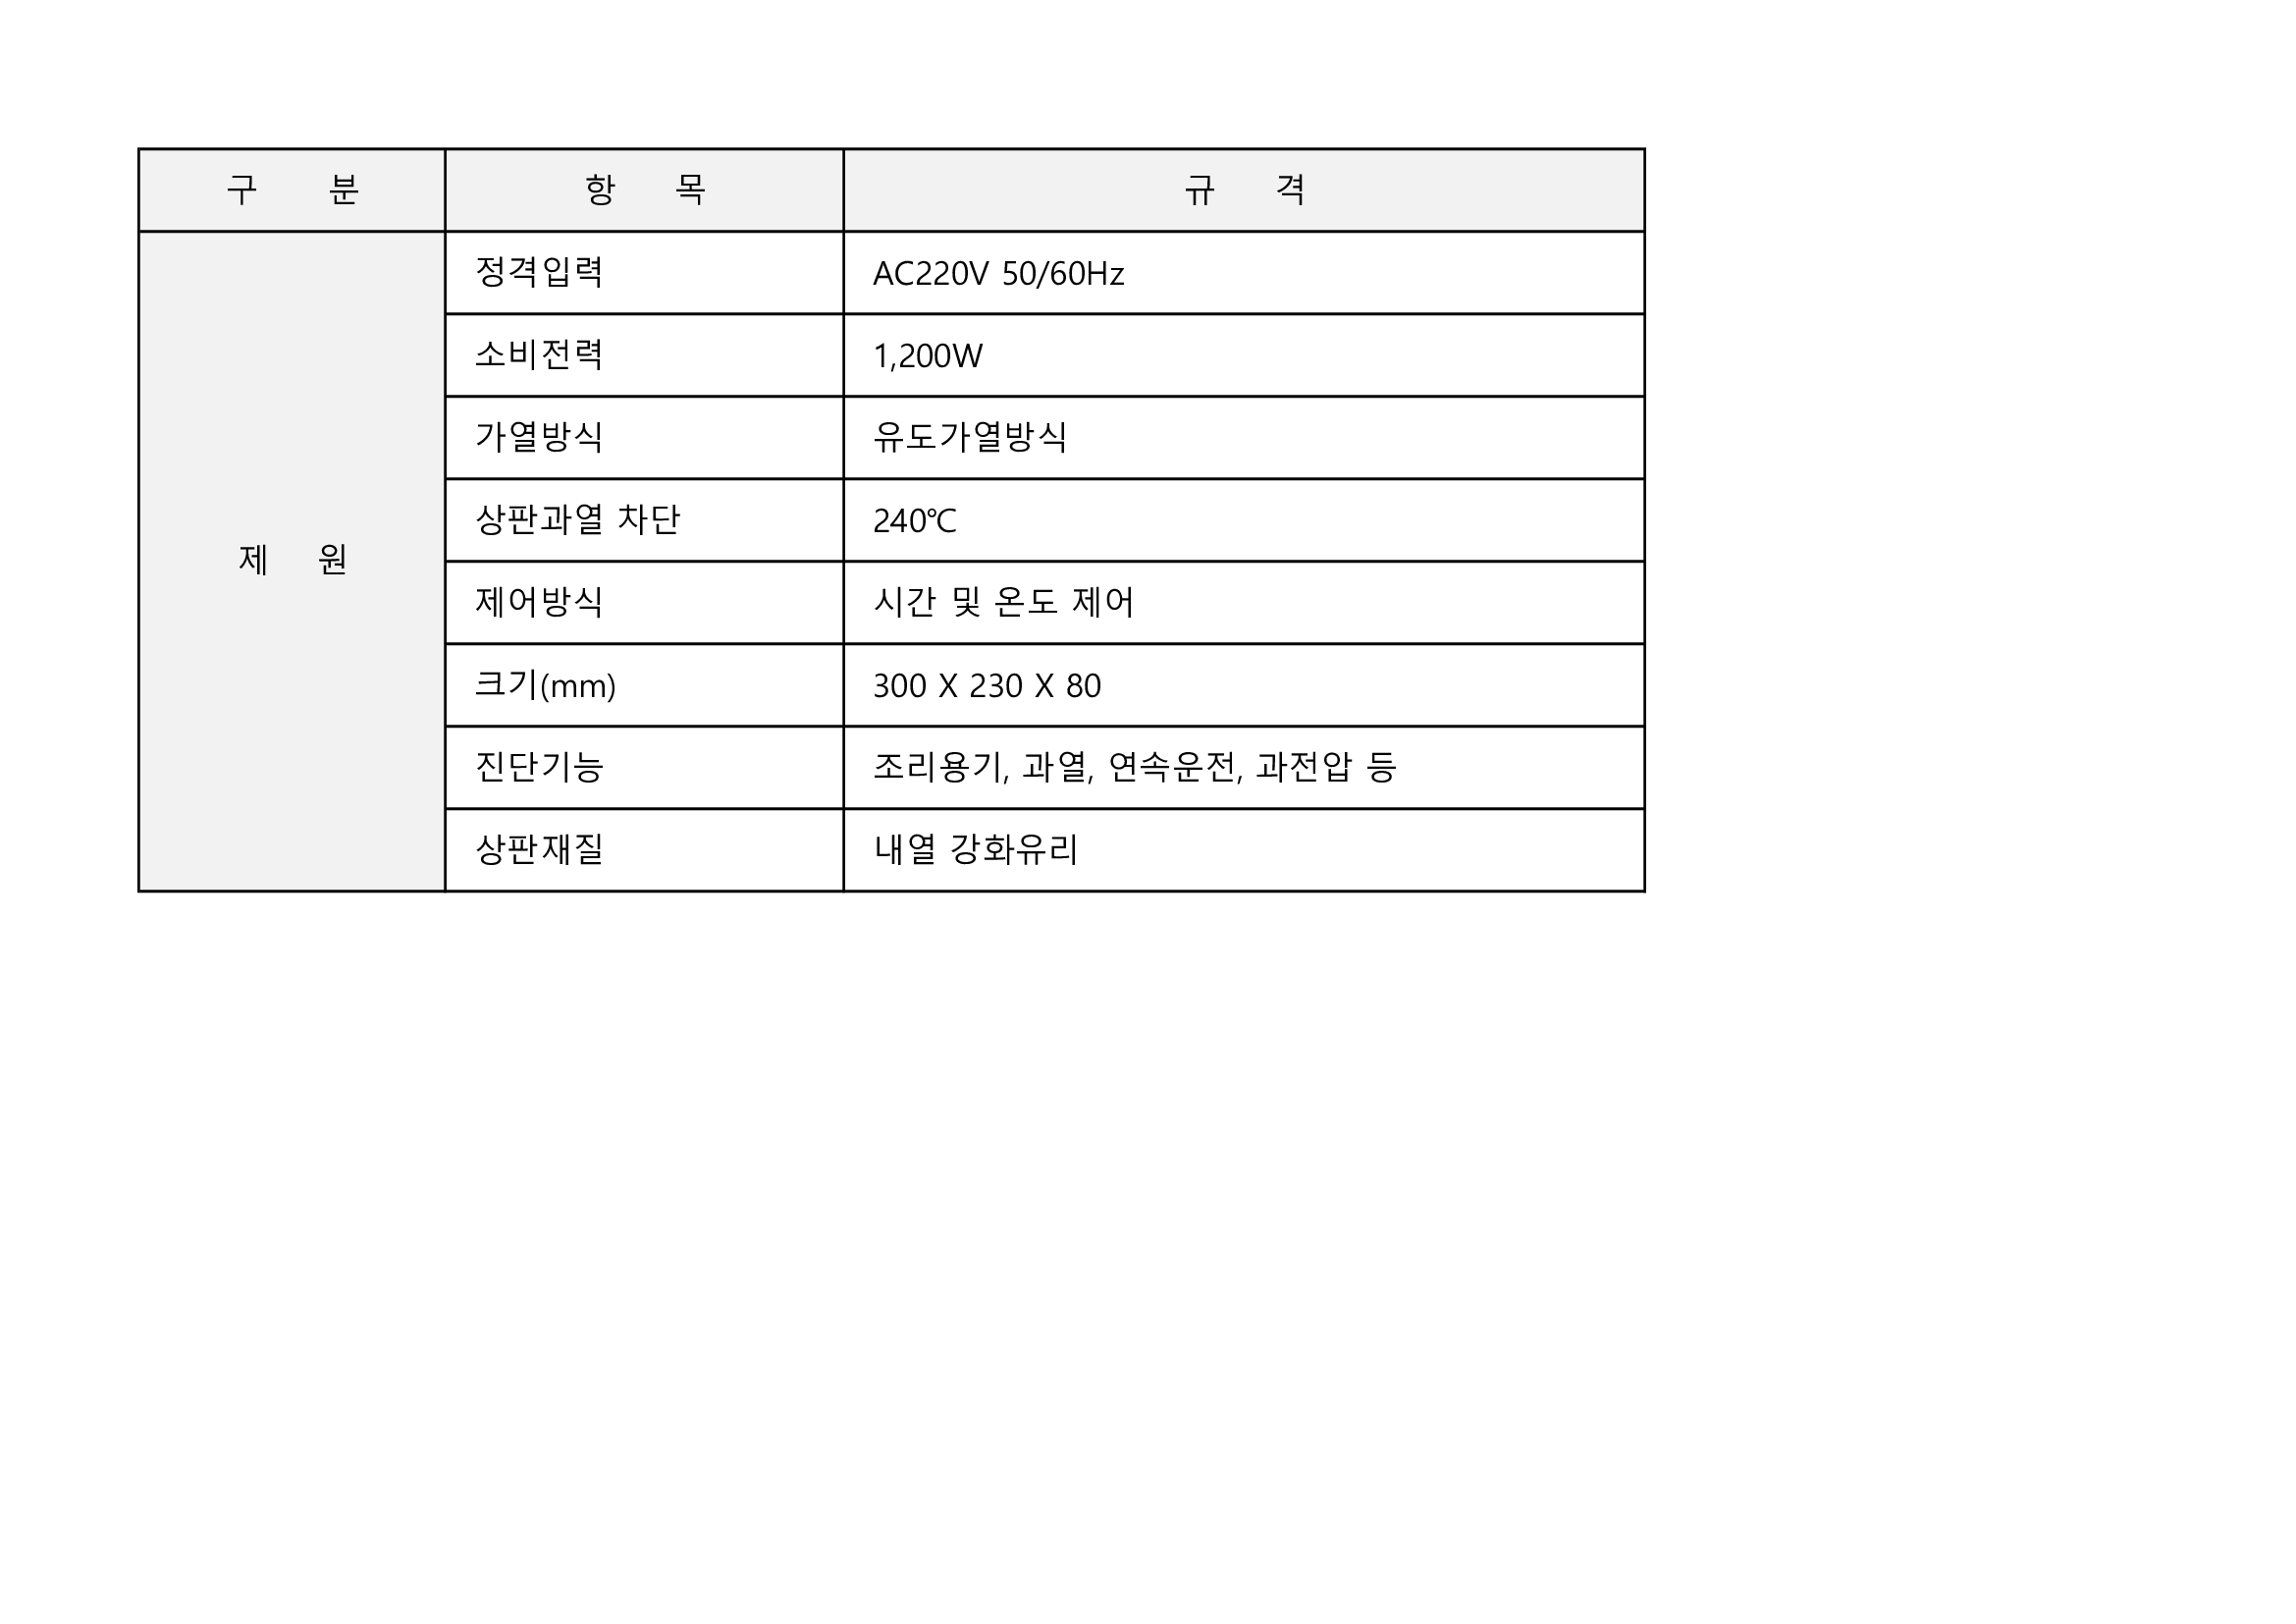 구 분 항 목 규 격
정격입력 AC220V 50/60Hz
소비전력 1,200W
가열방식 유도가열방식
상판과열 차단 240℃
제 원
제어방식 시간 및 온도 제어
크기(mm) 300 X 230 X 80
진단기능 조리용기, 과열, 연속운전, 과전압 등
상판재질 내열 강화유리